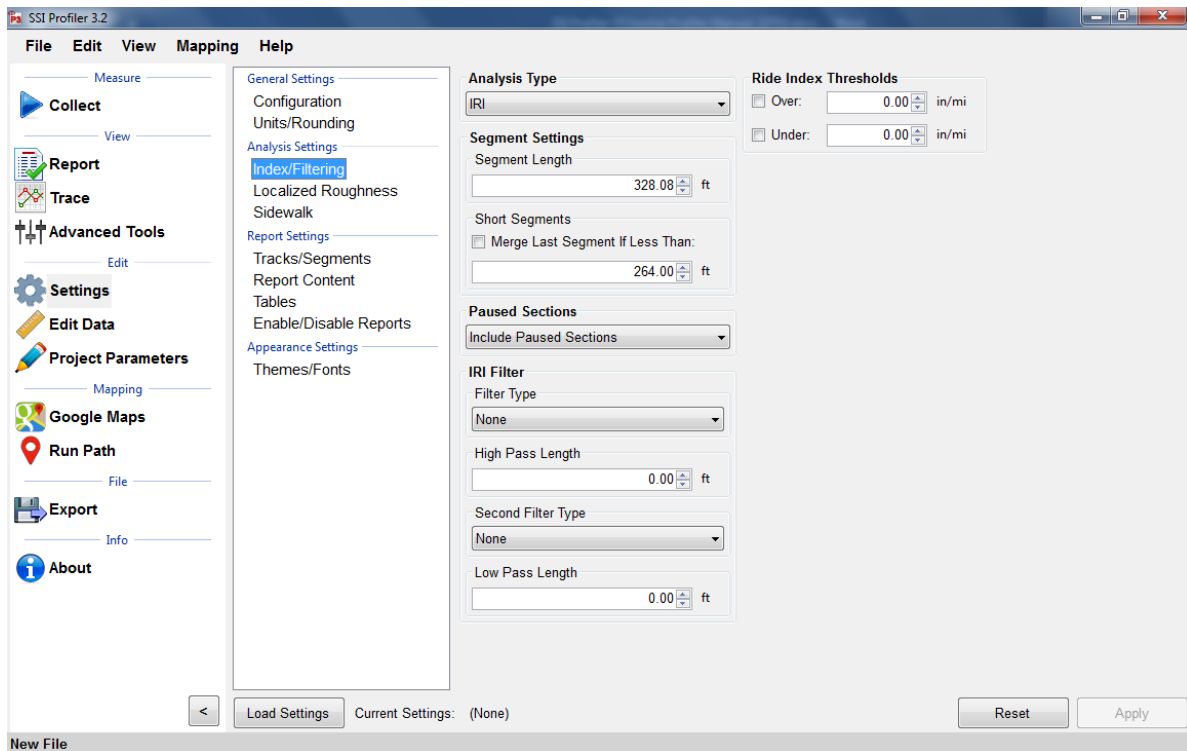 SSI Profiler 3.2
File Edit View Mapping Help
Measure
Collect
View
Report
Trace
Advanced Tools
Edit
Settings
Edit Data
Project Parameters
Mapping
Google Maps
Run Path
File
Export
Info
About
<
General Settings
Configuration
Units/Rounding
Analysis Settings
Index/Filtering
Localized Roughness
Sidewalk
Report Settings
Tracks/Segments
Report Content
Tables
Enable/Disable Reports
Appearance Settings
Themes/Fonts
Analysis Type
IRI
Segment Settings
Segment Length
328.08 ft
Short Segments
Merge Last Segment If Less Than:
264.00 ft
Paused Sections
Include Paused Sections
IRI Filter
Filter Type
None
High Pass Length
0.00 ft
Second Filter Type
None
Low Pass Length
0.00 ft
Ride Index Thresholds
Over: 0.00 in/mi
Under: 0.00 in/mi
Load Settings Current Settings: (None) Reset Apply
New File